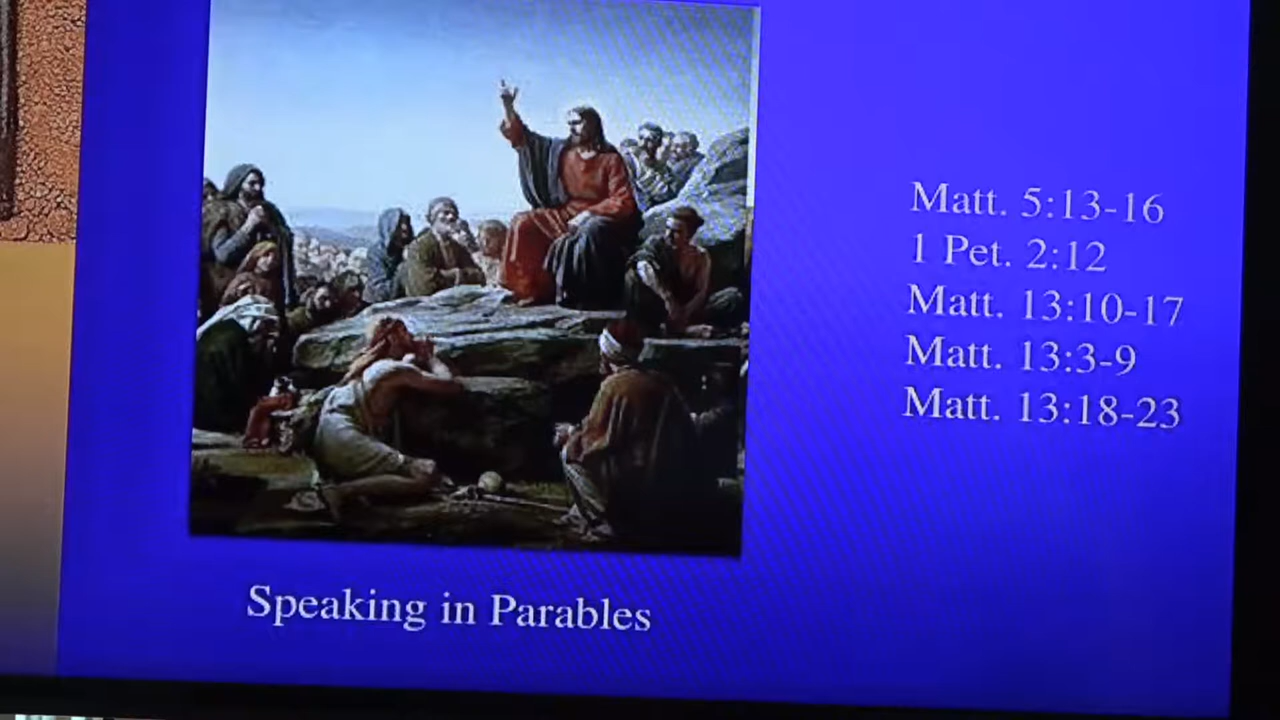 Matt. 5:13-16
1 Pet. 2:12
Matt. 13:10-17
Matt. 13:3-9
Matt. 13:18-23
Speaking in Parables